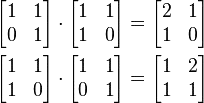 [1 1; 0 1] · [1 1; 1 0] = [2 1; 1 0]
[1 1; 1 0] · [1 1; 0 1] = [1 2; 1 1]